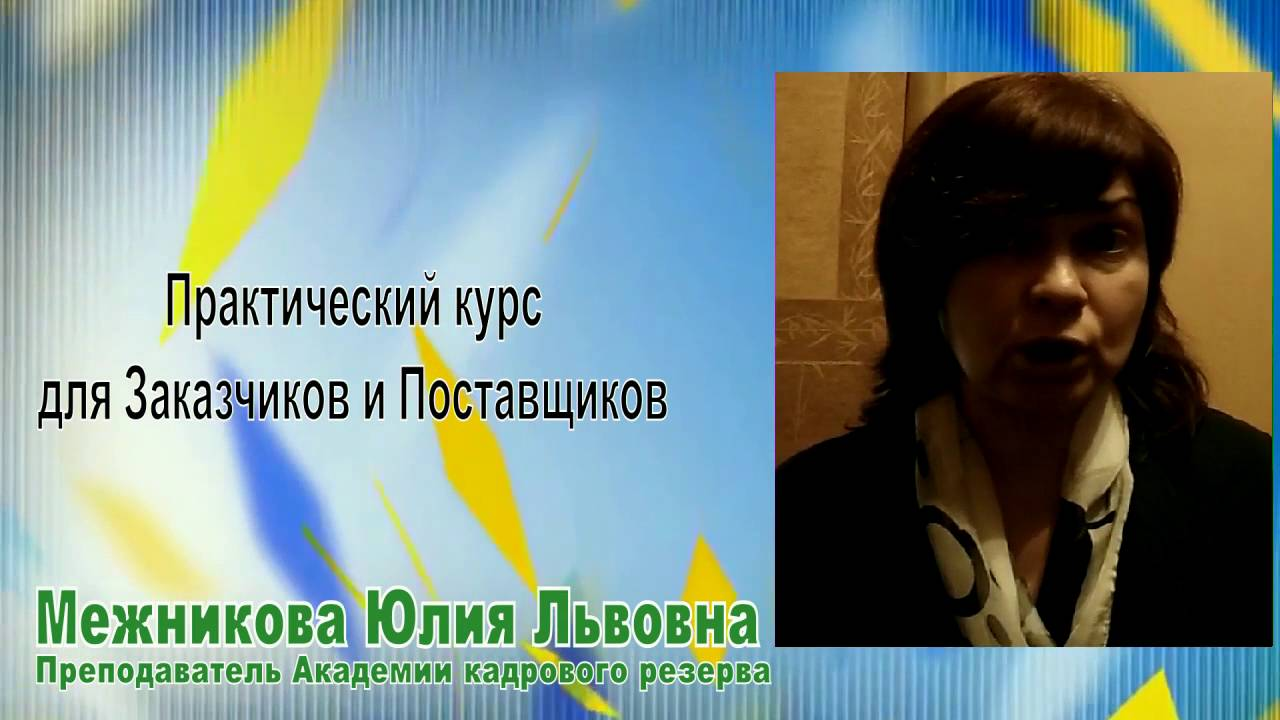 Практический курс
для Заказчиков и Поставщиков
Межникова Юлия Львовна
Преподаватель Академии кадрового резерва